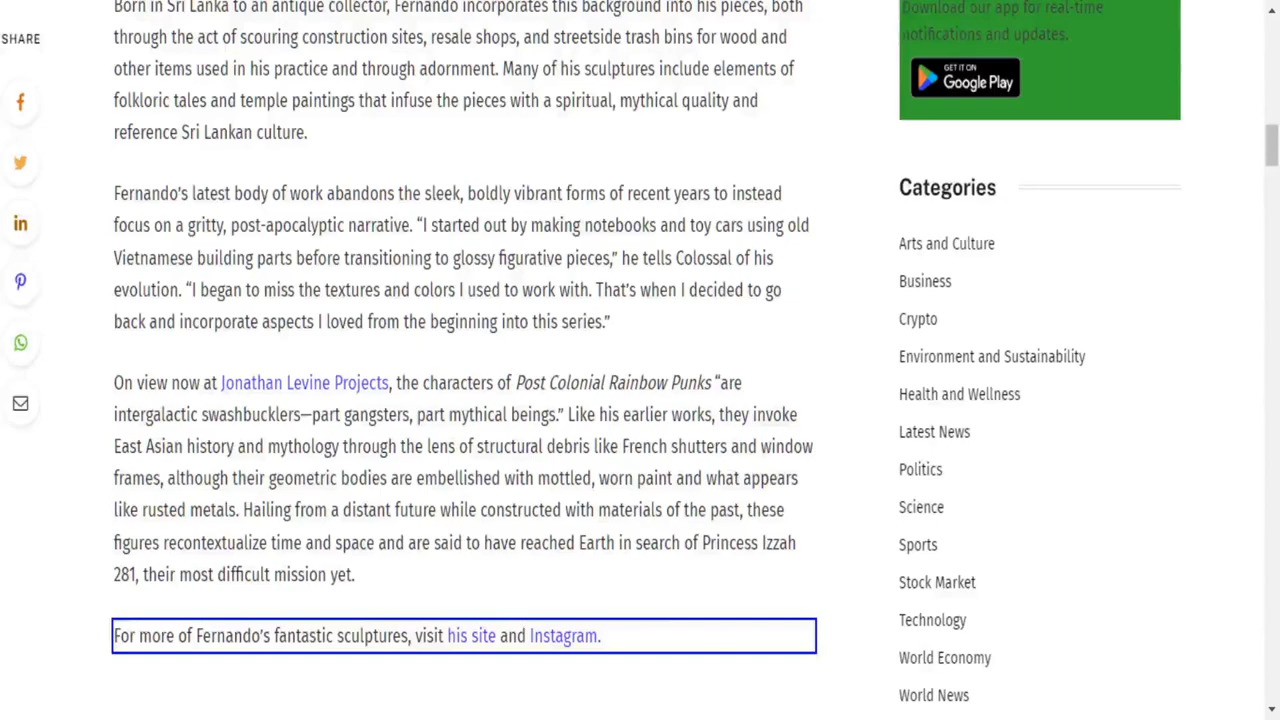 Born in Sri Lanka to an antique collector, Fernando incorporates this background into his pieces, both
through the act of scouring construction sites, resale shops, and streetside trash bins for wood and
other items used in his practice and through adornment. Many of his sculptures include elements of
folkloric tales and temple paintings that infuse the pieces with a spiritual, mythical quality and
reference Sri Lankan culture.
Fernando’s latest body of work abandons the sleek, boldly vibrant forms of recent years to instead
focus on a gritty, post-apocalyptic narrative. “I started out by making notebooks and toy cars using old
Vietnamese building parts before transitioning to glossy figurative pieces,” he tells Colossal of his
evolution. “I began to miss the textures and colors I used to work with. That’s when I decided to go
back and incorporate aspects I loved from the beginning into this series.”
On view now at Jonathan Levine Projects, the characters of Post Colonial Rainbow Punks “are
intergalactic swashbucklers—part gangsters, part mythical beings.” Like his earlier works, they invoke
East Asian history and mythology through the lens of structural debris like French shutters and window
frames, although their geometric bodies are embellished with mottled, worn paint and what appears
like rusted metals. Hailing from a distant future while constructed with materials of the past, these
figures recontextualize time and space and are said to have reached Earth in search of Princess Izzah
281, their most difficult mission yet.
For more of Fernando’s fantastic sculptures, visit his site and Instagram.
SHARE
Download our app for real-time
notifications and updates.
GET IT ON
Google Play
Categories
Arts and Culture
Business
Crypto
Environment and Sustainability
Health and Wellness
Latest News
Politics
Science
Sports
Stock Market
Technology
World Economy
World News